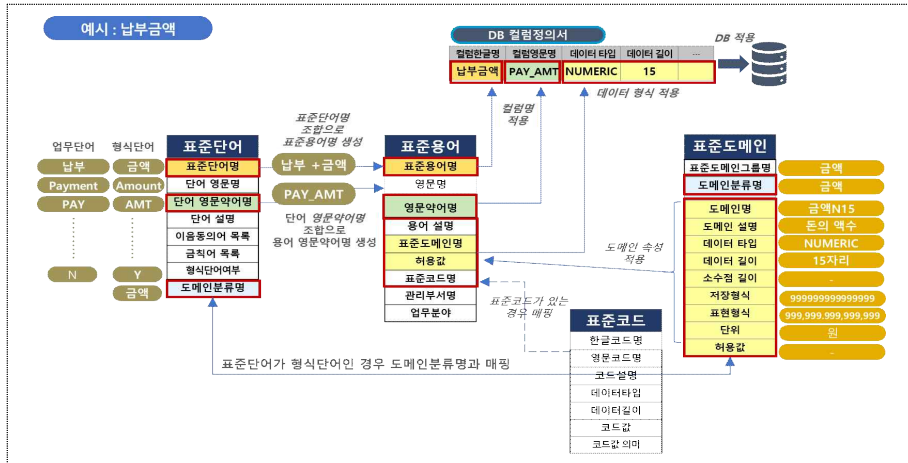 예시 : 납부금액
DB 컬럼정의서
컬럼한글명 컬럼영문명 데이터 타입 데이터 길이 ...
납부금액 PAY_AMT NUMERIC 15
DB 적용
데이터 형식 적용
컬럼명
적용
표준단어명
조합으로
표준용어명 생성
업무단어 형식단어
납부 금액
Payment Amount
PAY AMT
N Y
금액
표준단어
표준단어명
단어 영문명
단어 영문약어명
단어 설명
이음동의어 목록
금칙어 목록
형식단어여부
도메인분류명
납부 +금액
PAY_AMT
단어 영문약어명
조합으로
용어 영문약어명 생성
표준용어
표준용어명
영문명
영문약어명
용어 설명
표준도메인명
허용값
표준코드명
관리부서명
업무분야
도메인 속성
적용
표준코드가 있는
경우 매핑
표준코드
한글코드명
영문코드명
코드설명
데이터타입
데이터길이
코드값
코드값 의미
표준도메인
표준도메인그룹명 금액
도메인분류명 금액
도메인명 금액N15
도메인 설명 돈의 액수
데이터 타입 NUMERIC
데이터 길이 15자리
소수점 길이 -
저장형식 999999999999999
표현형식 999,999.999,999,999
단위 원
허용값 -
표준단어가 형식단어인 경우 도메인분류명과 매핑